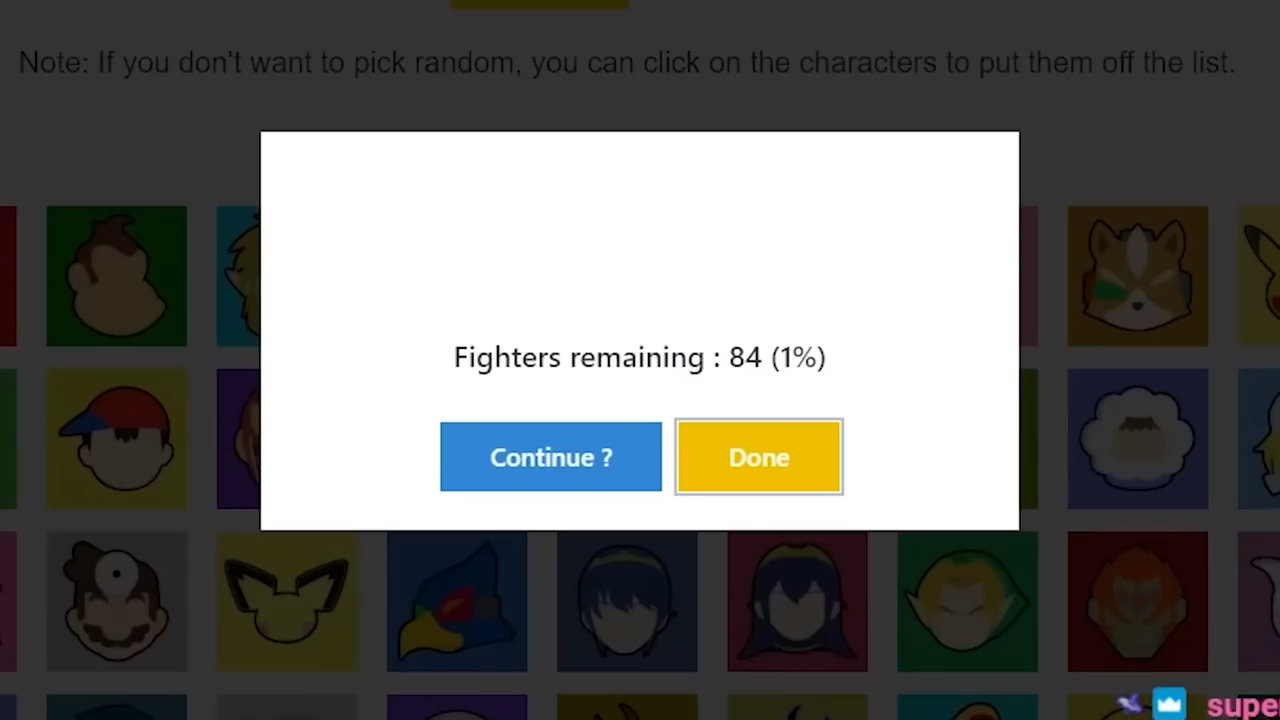 Note: If you don't want to pick random, you can click on the characters to put them off the list.
Fighters remaining : 84 (1%)
Continue ?
Done
supe